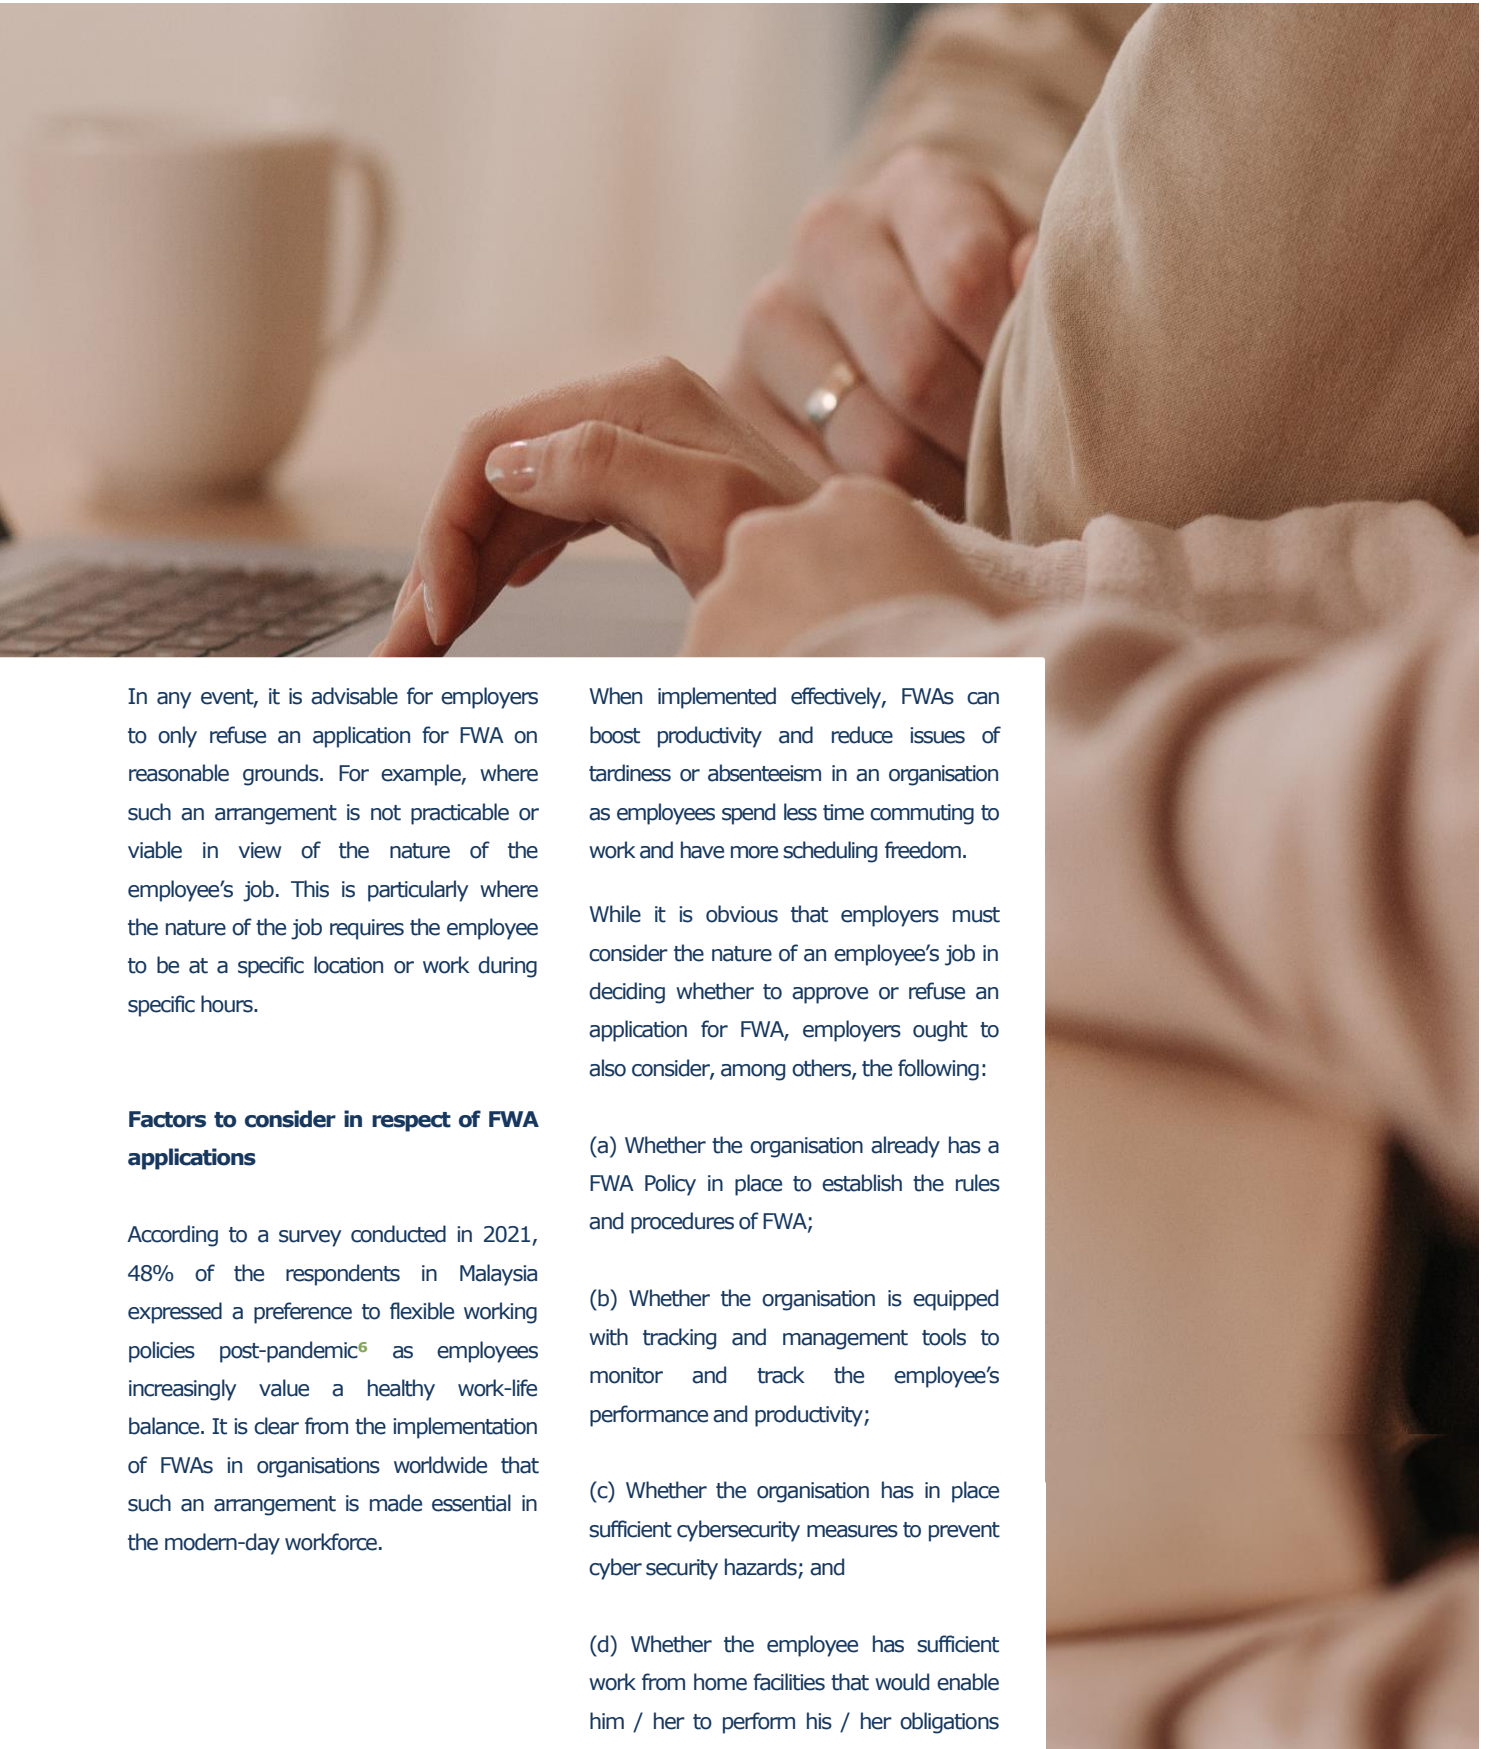 In any event, it is advisable for employers
to only refuse an application for FWA on
reasonable grounds. For example, where
such an arrangement is not practicable or
viable in view of the nature of the
employee’s job. This is particularly where
the nature of the job requires the employee
to be at a specific location or work during
specific hours.
Factors to consider in respect of FWA
applications
According to a survey conducted in 2021,
48% of the respondents in Malaysia
expressed a preference to flexible working
policies post-pandemic6 as employees
increasingly value a healthy work-life
balance. It is clear from the implementation
of FWAs in organisations worldwide that
such an arrangement is made essential in
the modern-day workforce.
When implemented effectively, FWAs can
boost productivity and reduce issues of
tardiness or absenteeism in an organisation
as employees spend less time commuting to
work and have more scheduling freedom.
While it is obvious that employers must
consider the nature of an employee’s job in
deciding whether to approve or refuse an
application for FWA, employers ought to
also consider, among others, the following:
(a) Whether the organisation already has a
FWA Policy in place to establish the rules
and procedures of FWA;
(b) Whether the organisation is equipped
with tracking and management tools to
monitor and track the employee’s
performance and productivity;
(c) Whether the organisation has in place
sufficient cybersecurity measures to prevent
cyber security hazards; and
(d) Whether the employee has sufficient
work from home facilities that would enable
him / her to perform his / her obligations